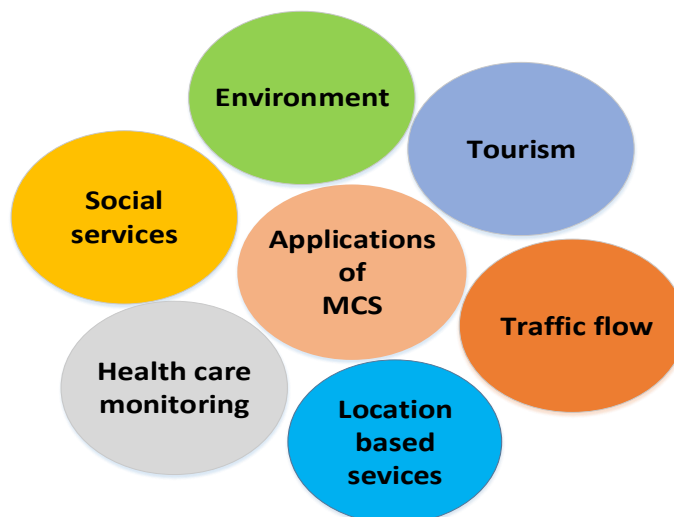 Environment
Tourism
Social
services
Applications
of
MCS
Traffic flow
Health care
monitoring
Location
based
sevices